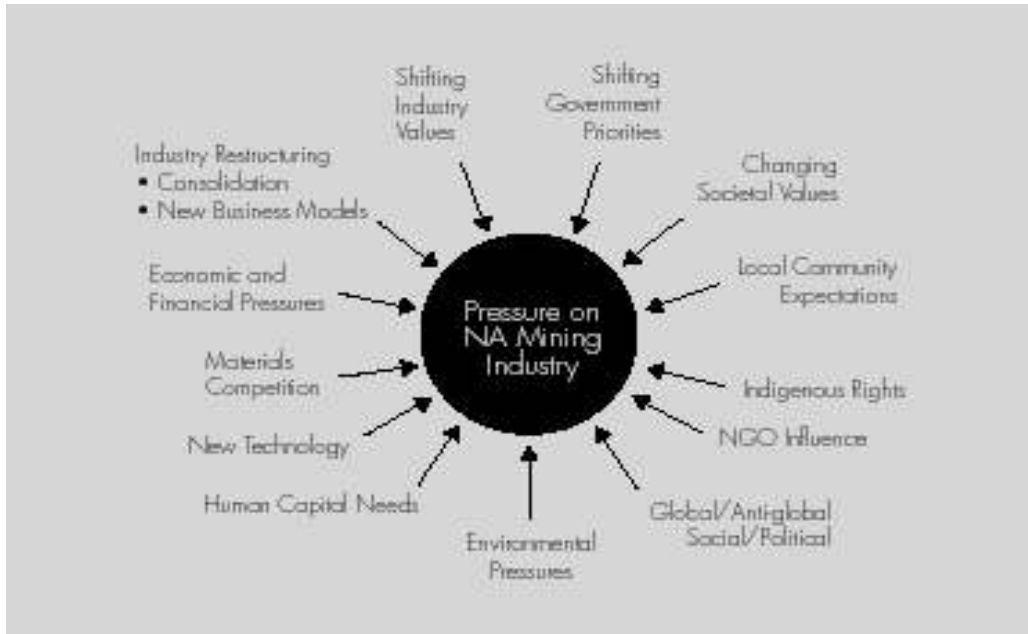 Shifting
Industry
Values
Shifting
Government
Priorities
Industry Restructuring
• Consolidation
• New Business Models
Changing
Societal Values
Economic and
Financial Pressures
Local Community
Expectations
Pressure on
NA Mining
Industry
Materials
Competition
Indigenous Rights
New Technology
NGO Influence
Human Capital Needs
Global/Anti-global
Social/Political
Environmental
Pressures